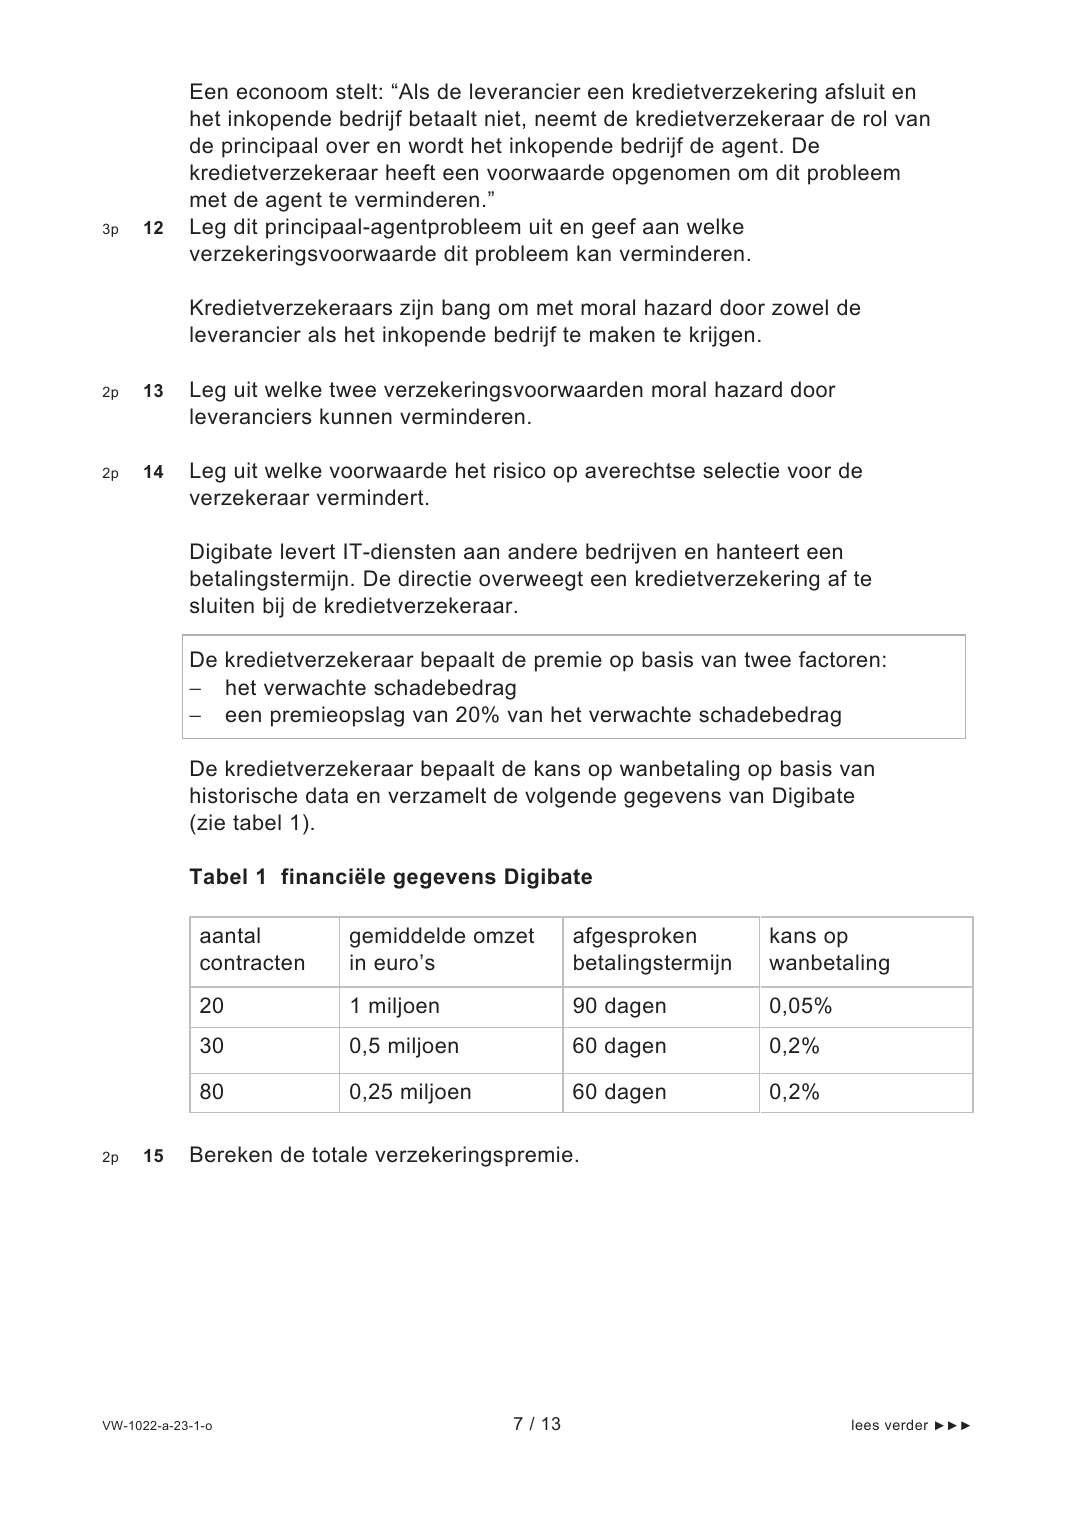 Een econoom stelt: “Als de leverancier een kredietverzekering afsluit en
het inkopende bedrijf betaalt niet, neemt de kredietverzekeraar de rol van
de principaal over en wordt het inkopende bedrijf de agent. De
kredietverzekeraar heeft een voorwaarde opgenomen om dit probleem
met de agent te verminderen.”
3p 12 Leg dit principaal-agentprobleem uit en geef aan welke
verzekeringsvoorwaarde dit probleem kan verminderen.
Kredietverzekeraars zijn bang om met moral hazard door zowel de
leverancier als het inkopende bedrijf te maken te krijgen.
2p 13 Leg uit welke twee verzekeringsvoorwaarden moral hazard door
leveranciers kunnen verminderen.
2p 14 Leg uit welke voorwaarde het risico op averechtse selectie voor de
verzekeraar vermindert.
Digibate levert IT-diensten aan andere bedrijven en hanteert een
betalingstermijn. De directie overweegt een kredietverzekering af te
sluiten bij de kredietverzekeraar.
De kredietverzekeraar bepaalt de premie op basis van twee factoren:
– het verwachte schadebedrag
– een premieopslag van 20% van het verwachte schadebedrag
De kredietverzekeraar bepaalt de kans op wanbetaling op basis van
historische data en verzamelt de volgende gegevens van Digibate
(zie tabel 1).
Tabel 1 financiële gegevens Digibate
aantal contracten gemiddelde omzet in euro’s afgesproken betalingstermijn kans op wanbetaling
20 1 miljoen 90 dagen 0,05%
30 0,5 miljoen 60 dagen 0,2%
80 0,25 miljoen 60 dagen 0,2%
2p 15 Bereken de totale verzekeringspremie.
VW-1022-a-23-1-o 7 / 13 lees verder ►►►